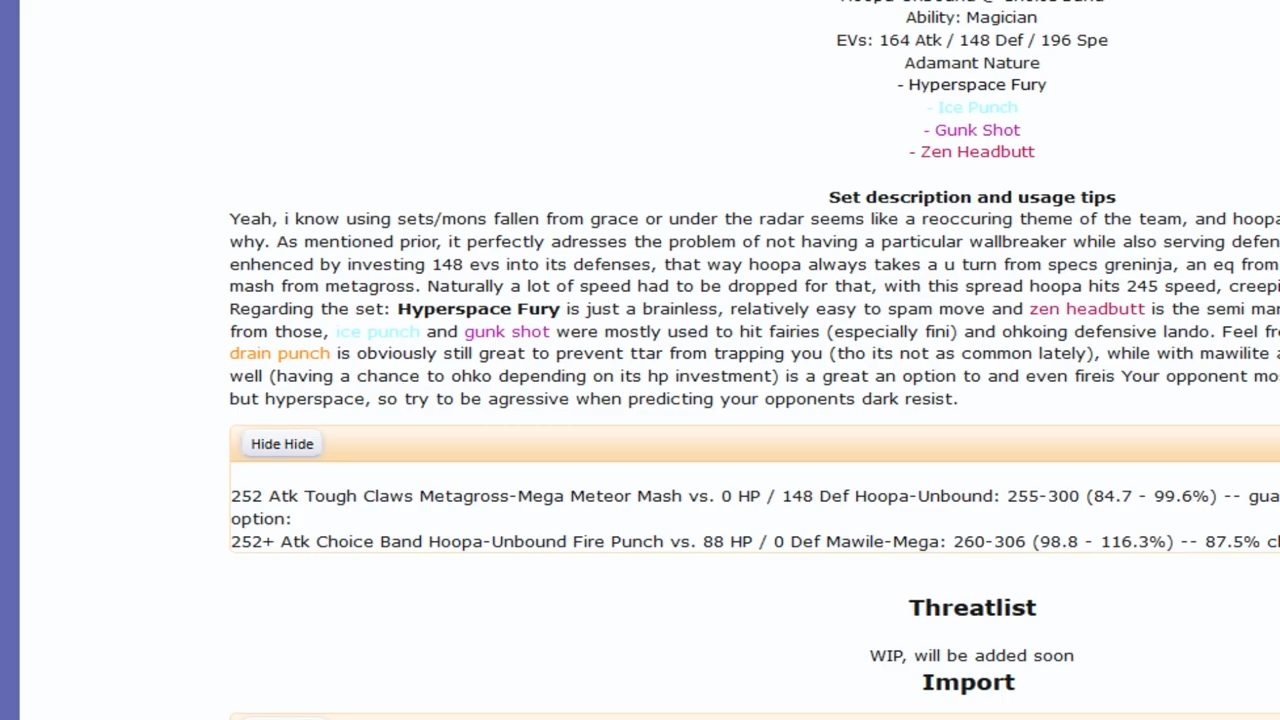 Hoopa-Unbound @ Choice Band
Ability: Magician
EVs: 164 Atk / 148 Def / 196 Spe
Adamant Nature
- Hyperspace Fury
- Ice Punch
- Gunk Shot
- Zen Headbutt
Set description and usage tips
Yeah, i know using sets/mons fallen from grace or under the radar seems like a reoccuring theme of the team, and hoopa
why. As mentioned prior, it perfectly adresses the problem of not having a particular wallbreaker while also serving defen
enhenced by investing 148 evs into its defenses, that way hoopa always takes a u turn from specs greninja, an eq from
mash from metagross. Naturally a lot of speed had to be dropped for that, with this spread hoopa hits 245 speed, creepi
Regarding the set: Hyperspace Fury is just a brainless, relatively easy to spam move and zen headbutt is the semi mar
from those, ice punch and gunk shot were mostly used to hit fairies (especially fini) and ohkoing defensive lando. Feel fr
drain punch is obviously still great to prevent ttar from trapping you (tho its not as common lately), while with mawilite a
well (having a chance to ohko depending on its hp investment) is a great an option to and even fireis Your opponent mo
but hyperspace, so try to be agressive when predicting your opponents dark resist.
Hide Hide
252 Atk Tough Claws Metagross-Mega Meteor Mash vs. 0 HP / 148 Def Hoopa-Unbound: 255-300 (84.7 - 99.6%) -- gua
option:
252+ Atk Choice Band Hoopa-Unbound Fire Punch vs. 88 HP / 0 Def Mawile-Mega: 260-306 (98.8 - 116.3%) -- 87.5% c
Threatlist
WIP, will be added soon
Import